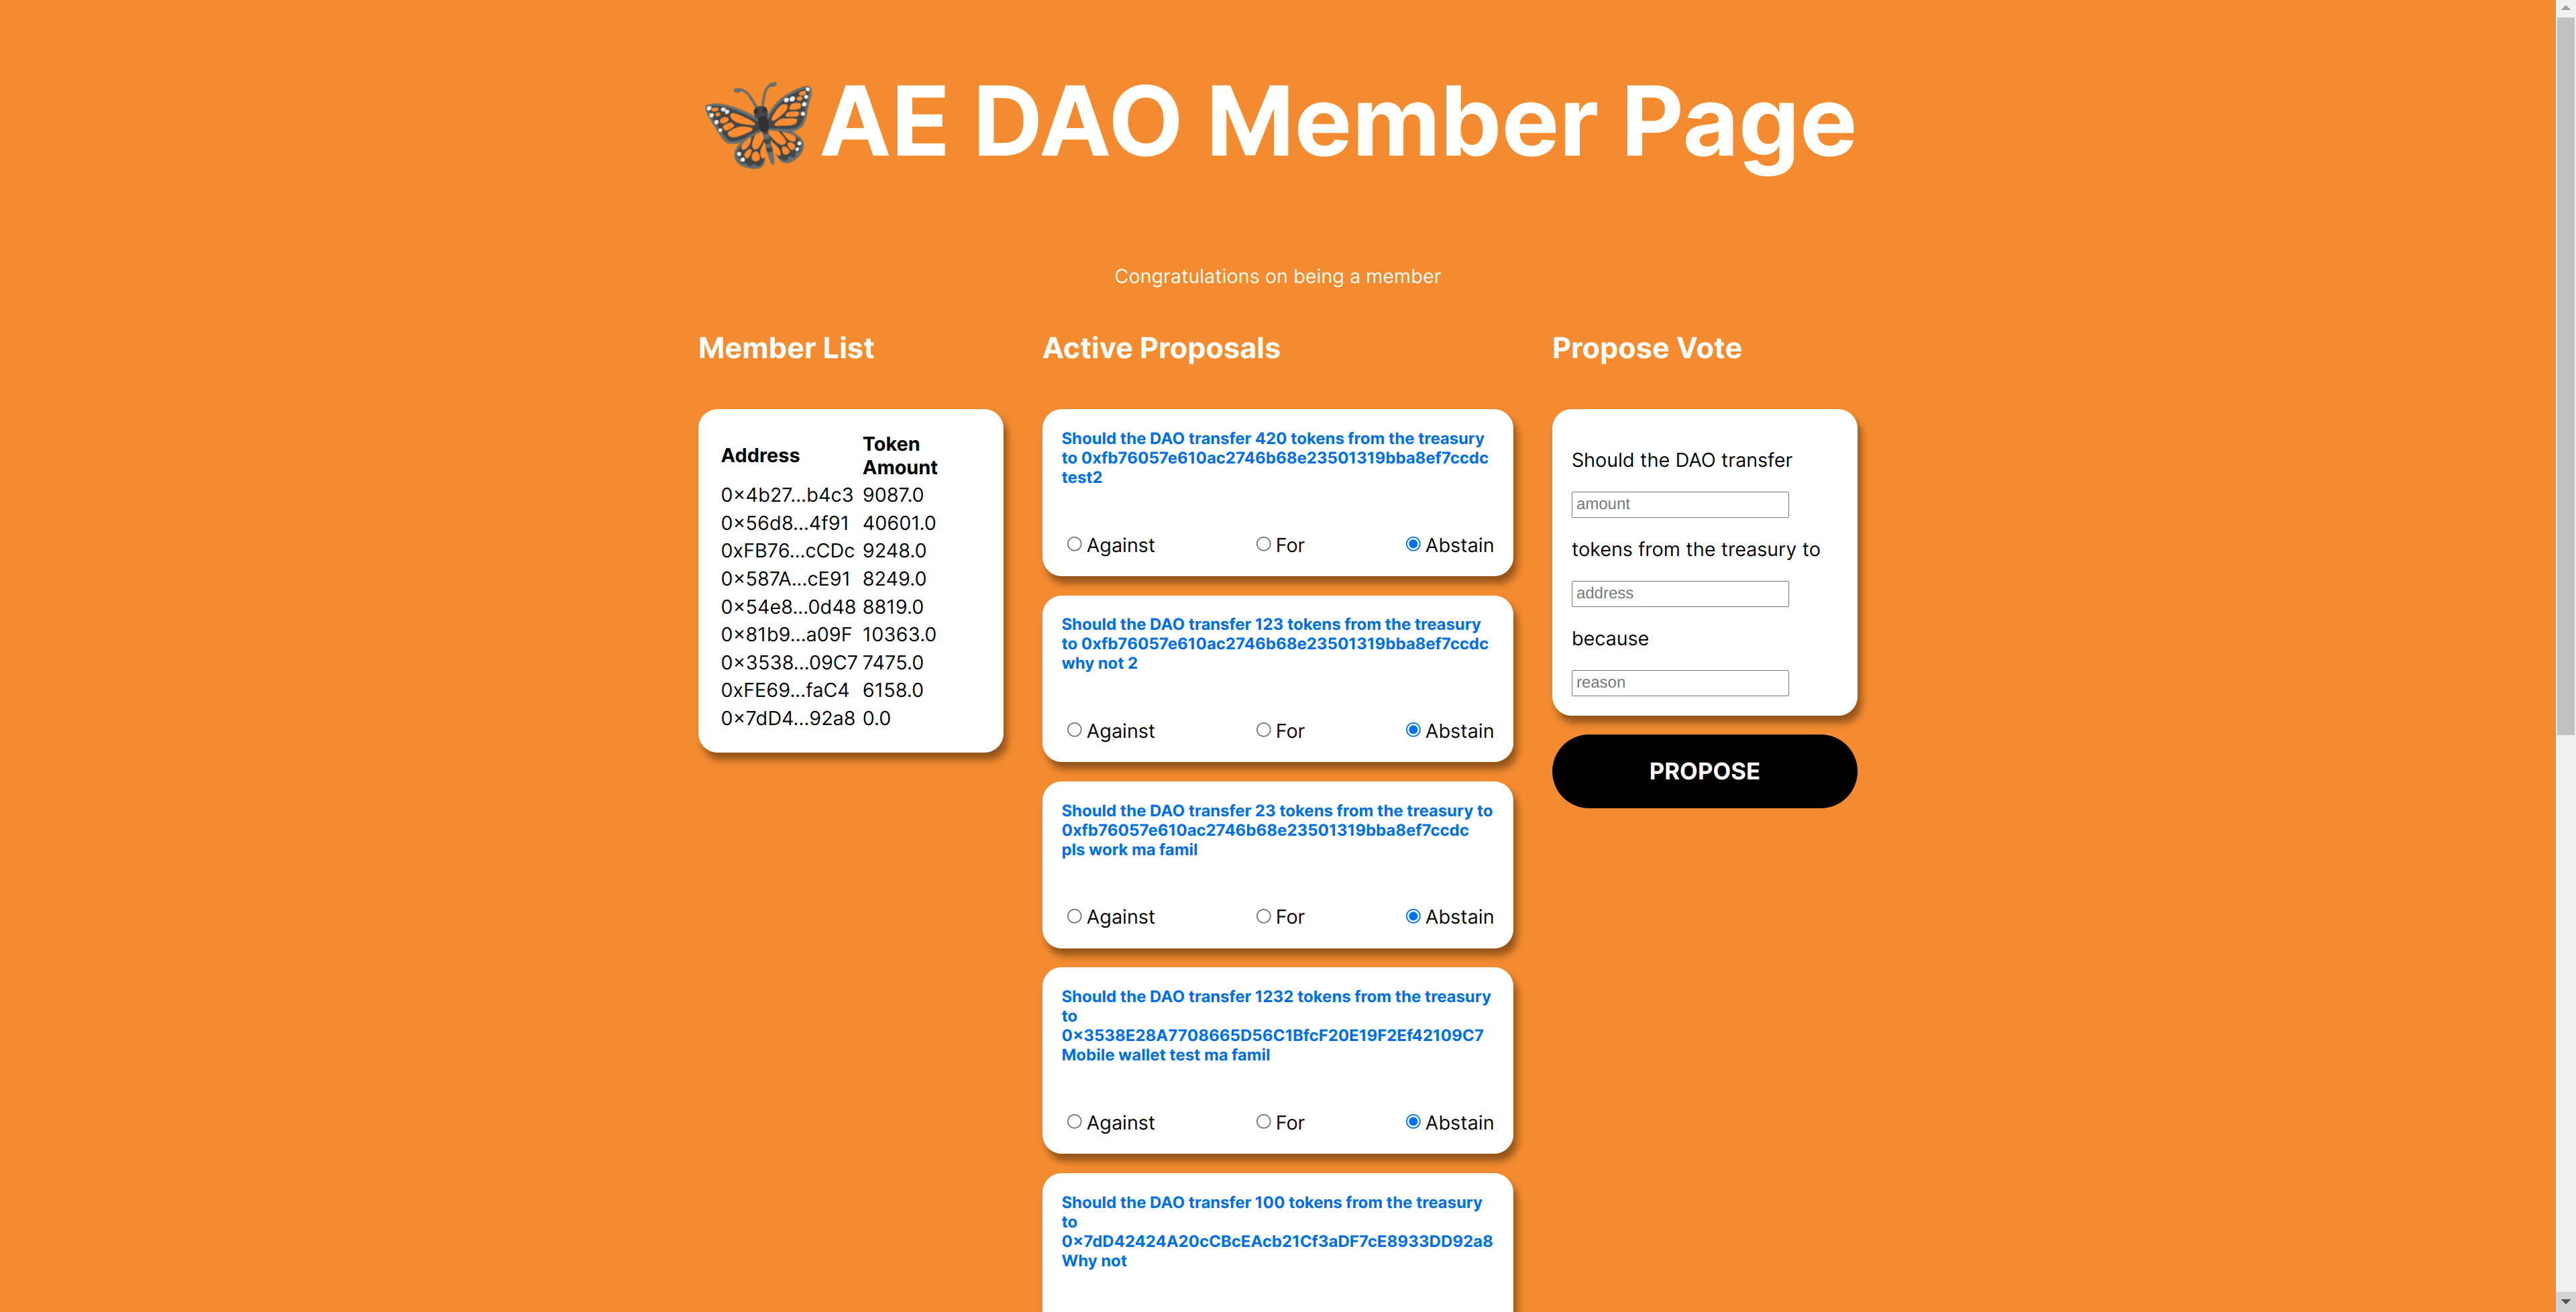 AE DAO Member Page
Congratulations on being a member
Member List
Address Token Amount
0x4b27...b4c3 9087.0
0x56d8...4f91 40601.0
0xFB76...cCDc 9248.0
0x587A...cE91 8249.0
0x54e8...0d48 8819.0
0x81b9...a09F 10363.0
0x3538...09C7 7475.0
0xFE69...faC4 6158.0
0x7dD4...92a8 0.0
Active Proposals
Should the DAO transfer 420 tokens from the treasury
to 0xfb76057e610ac2746b68e23501319bba8ef7ccdc
test2
Against For Abstain
Should the DAO transfer 123 tokens from the treasury
to 0xfb76057e610ac2746b68e23501319bba8ef7ccdc
why not 2
Against For Abstain
Should the DAO transfer 23 tokens from the treasury to
0xfb76057e610ac2746b68e23501319bba8ef7ccdc
pls work ma famil
Against For Abstain
Should the DAO transfer 1232 tokens from the treasury
to
0x3538E28A7708665D56C1BfcF20E19F2Ef42109C7
Mobile wallet test ma famil
Against For Abstain
Should the DAO transfer 100 tokens from the treasury
to
0x7dD42424A20cCBcEAcb21Cf3aDF7cE8933DD92a8
Why not
Propose Vote
Should the DAO transfer
amount
tokens from the treasury to
address
because
reason
PROPOSE